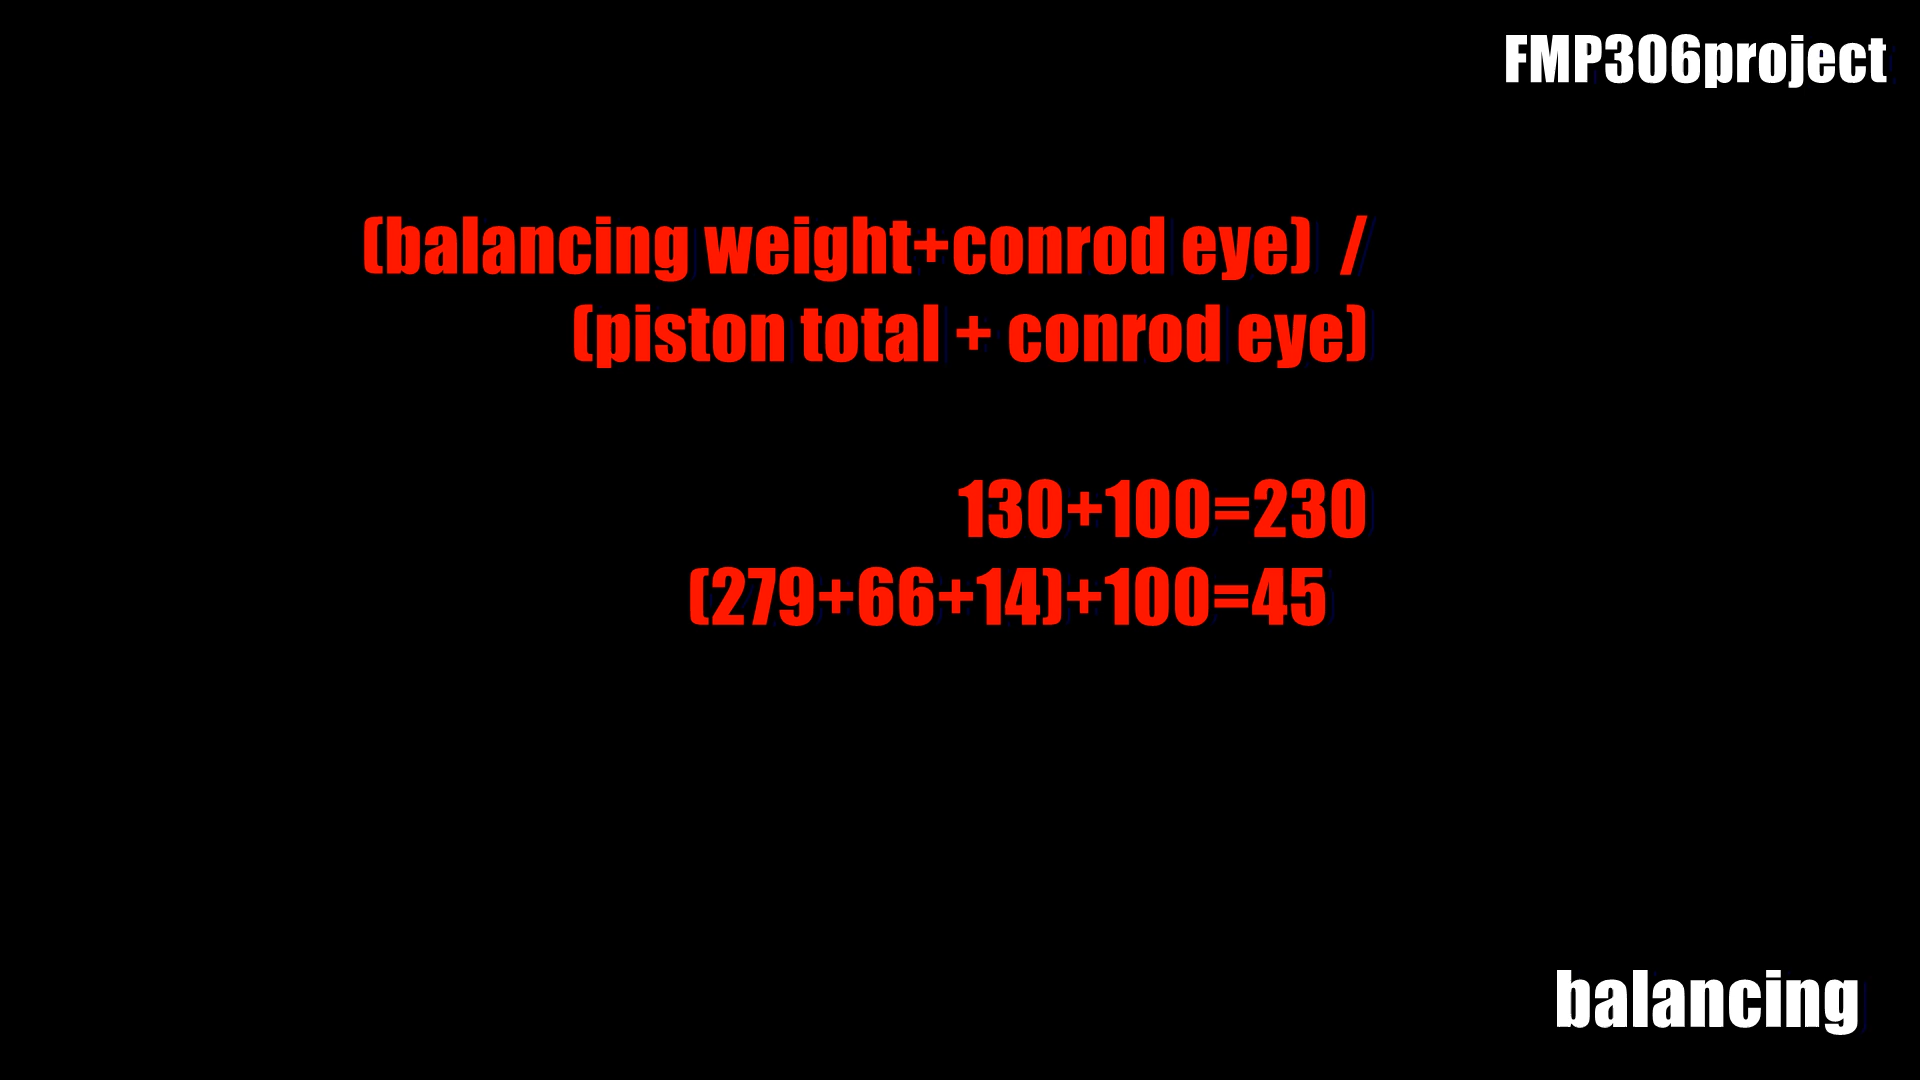 FMP306project
(balancing weight+conrod eye) /
(piston total + conrod eye)
130+100=230
(279+66+14)+100=45
balancing